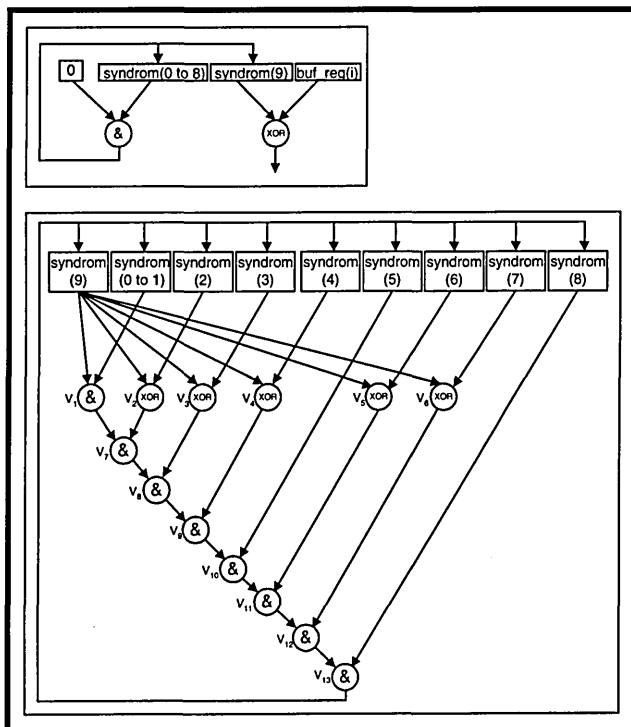 0 syndrom(0 to 8) syndrom(9) buf_reg(i)
& XOR
syndrom syndrom syndrom syndrom syndrom syndrom syndrom syndrom syndrom
(9) (0 to 1) (2) (3) (4) (5) (6) (7) (8)
V1 & V2 XOR V3 XOR V4 XOR V5 XOR V6 XOR
V7 &
V8 &
V9 &
V10 &
V11 &
V12 &
V13 &